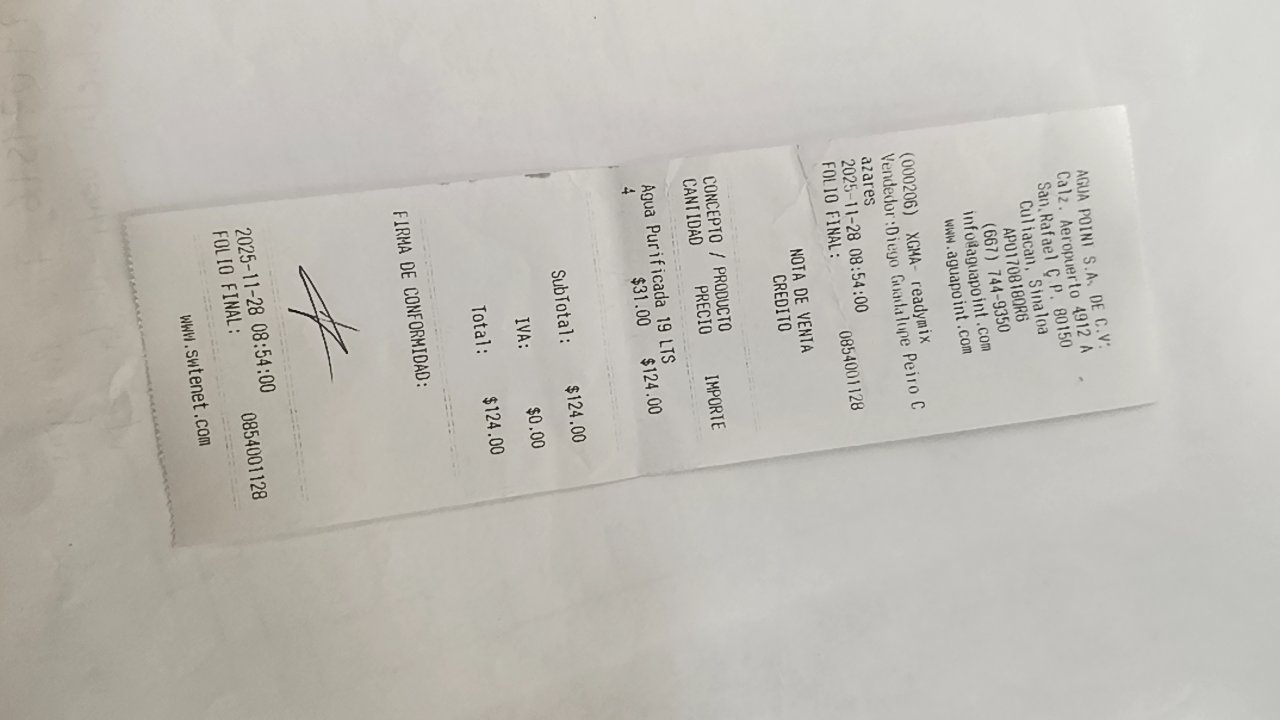 AGUA POINT S.A. DE C.V.
Calz. Aeropuerto 4912 A
San Rafael C.P. 80150
Culiacan, Sinaloa
APO170818QR6
(667) 744-9350
info@aguapoint.com
www.aguapoint.com
(000206) XGMA- readymix
Vendedor:Diego Guadalupe Peiro C
azares
2025-11-28 08:54:00
FOLIO FINAL: 0854001128
NOTA DE VENTA
CREDITO
CONCEPTO / PRODUCTO
CANTIDAD PRECIO IMPORTE
Agua Purificada 19 LTS
4 $31.00 $124.00
SubTotal: $124.00
IVA: $0.00
Total: $124.00
FIRMA DE CONFORMIDAD:
2025-11-28 08:54:00
FOLIO FINAL: 0854001128
www.swtenet.com